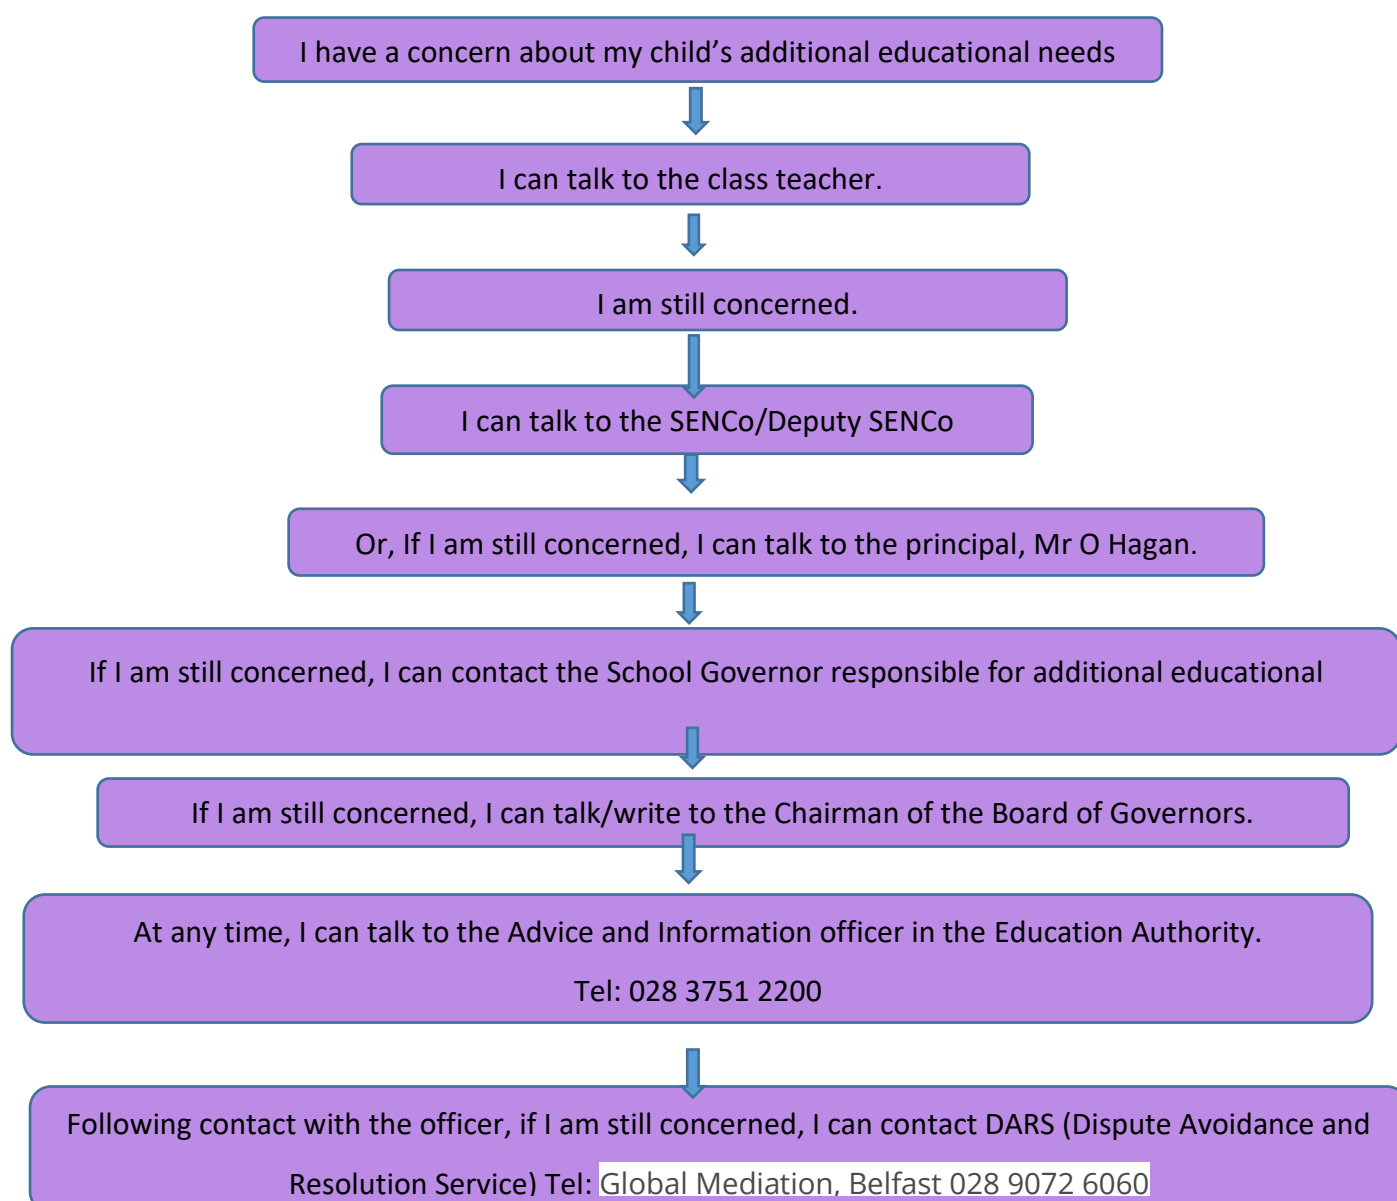 I have a concern about my child’s additional educational needs
I can talk to the class teacher.
I am still concerned.
I can talk to the SENCo/Deputy SENCo
Or, If I am still concerned, I can talk to the principal, Mr O Hagan.
If I am still concerned, I can contact the School Governor responsible for additional educational
If I am still concerned, I can talk/write to the Chairman of the Board of Governors.
At any time, I can talk to the Advice and Information officer in the Education Authority.
Tel: 028 3751 2200
Following contact with the officer, if I am still concerned, I can contact DARS (Dispute Avoidance and
Resolution Service) Tel: Global Mediation, Belfast 028 9072 6060